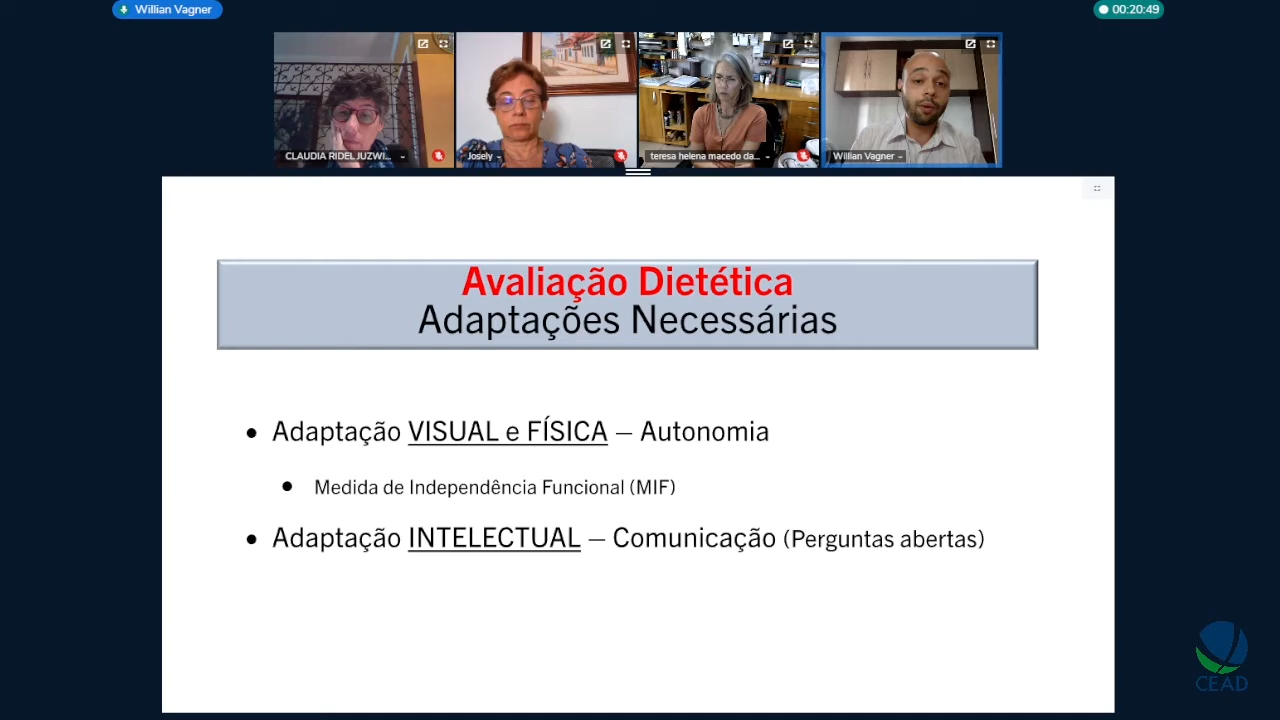 Willian Vagner
00:20:49
CLAUDIA RIDEL JUZWI...
Josely
teresa helena macedo da...
Willian Vagner
Avaliação Dietética
Adaptações Necessárias
• Adaptação VISUAL e FÍSICA – Autonomia
• Medida de Independência Funcional (MIF)
• Adaptação INTELECTUAL – Comunicação (Perguntas abertas)
CEAD